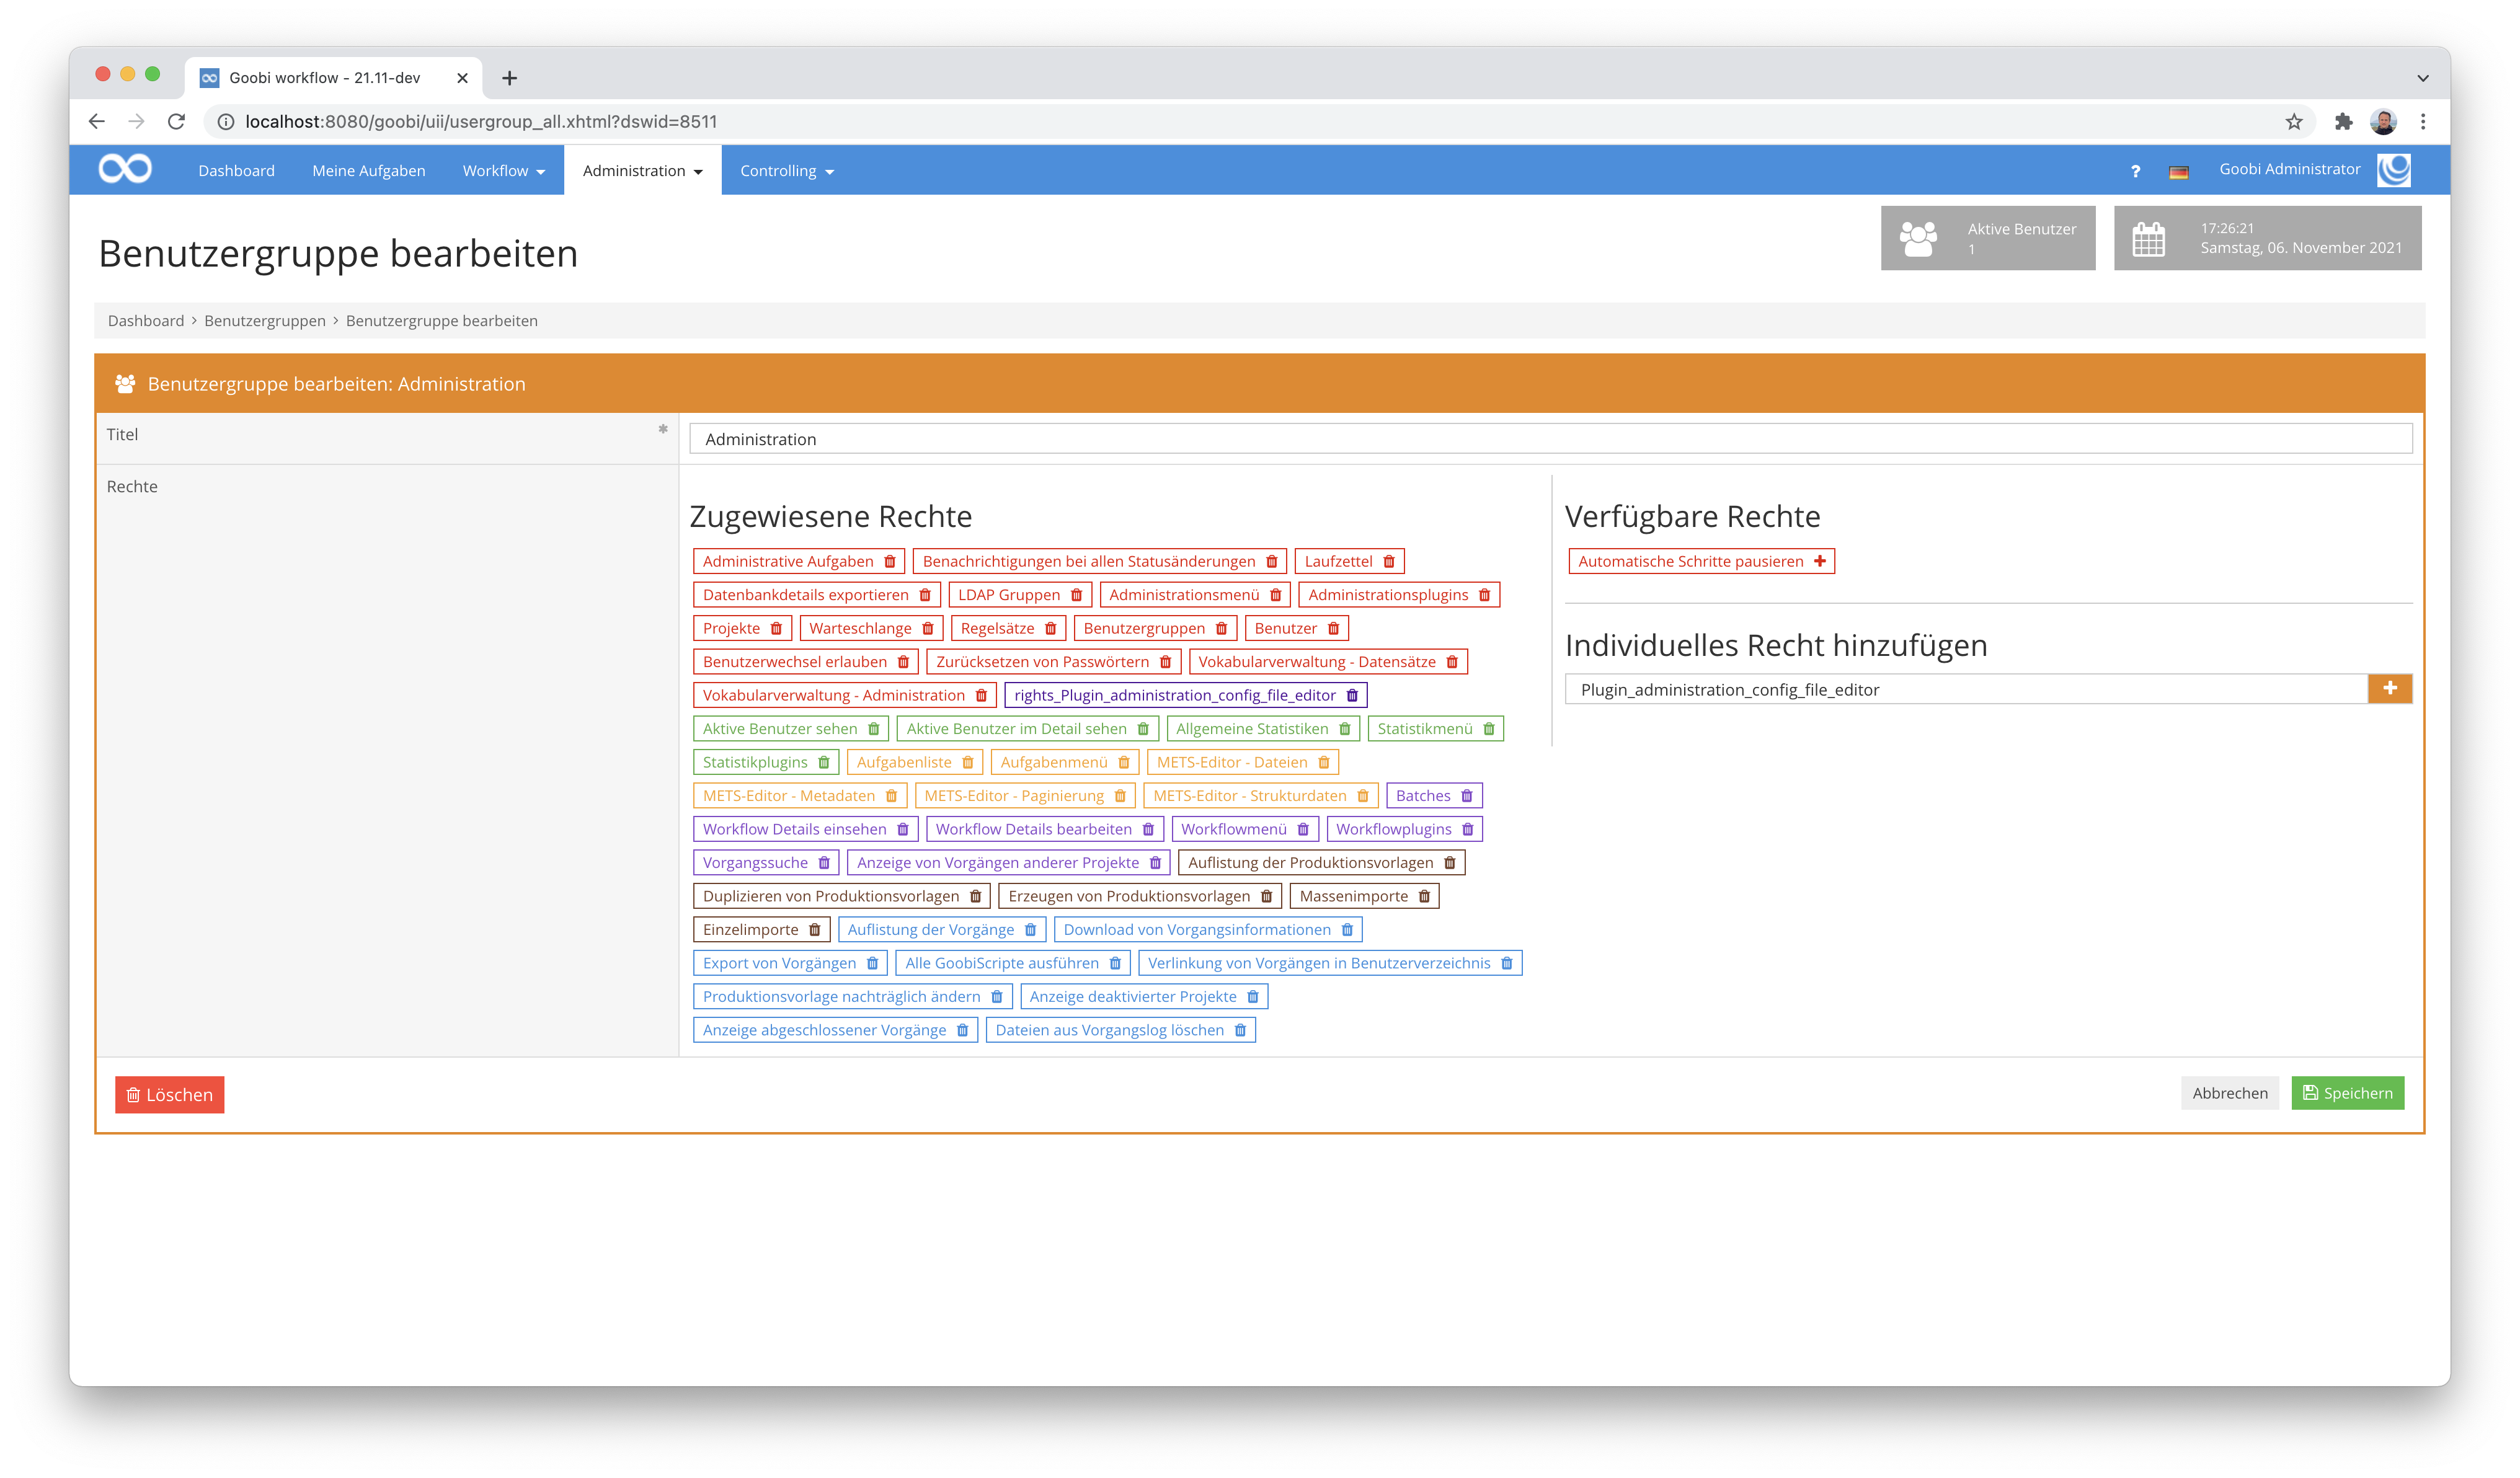 Goobi workflow - 21.11-dev
localhost:8080/goobi/uii/usergroup_all.xhtml?dswid=8511
Dashboard Meine Aufgaben Workflow Administration Controlling ? Goobi Administrator
Benutzergruppe bearbeiten
Aktive Benutzer
1
17:26:21
Samstag, 06. November 2021
Dashboard > Benutzergruppen > Benutzergruppe bearbeiten
Benutzergruppe bearbeiten: Administration
Titel *
Administration
Rechte
Zugewiesene Rechte
Administrative Aufgaben Benachrichtigungen bei allen Statusänderungen Laufzettel
Datenbankdetails exportieren LDAP Gruppen Administrationsmenü Administrationsplugins
Projekte Warteschlange Regelsätze Benutzergruppen Benutzer
Benutzerwechsel erlauben Zurücksetzen von Passwörtern Vokabularverwaltung - Datensätze
Vokabularverwaltung - Administration rights_Plugin_administration_config_file_editor
Aktive Benutzer sehen Aktive Benutzer im Detail sehen Allgemeine Statistiken Statistikmenü
Statistikplugins Aufgabenliste Aufgabenmenü METS-Editor - Dateien
METS-Editor - Metadaten METS-Editor - Paginierung METS-Editor - Strukturdaten Batches
Workflow Details einsehen Workflow Details bearbeiten Workflowmenü Workflowplugins
Vorgangssuche Anzeige von Vorgängen anderer Projekte Auflistung der Produktionsvorlagen
Duplizieren von Produktionsvorlagen Erzeugen von Produktionsvorlagen Massenimporte
Einzelimporte Auflistung der Vorgänge Download von Vorgangsinformationen
Export von Vorgängen Alle GoobiScripte ausführen Verlinkung von Vorgängen in Benutzerverzeichnis
Produktionsvorlage nachträglich ändern Anzeige deaktivierter Projekte
Anzeige abgeschlossener Vorgänge Dateien aus Vorgangslog löschen
Verfügbare Rechte
Automatische Schritte pausieren
Individuelles Recht hinzufügen
Plugin_administration_config_file_editor
Löschen
Abbrechen
Speichern